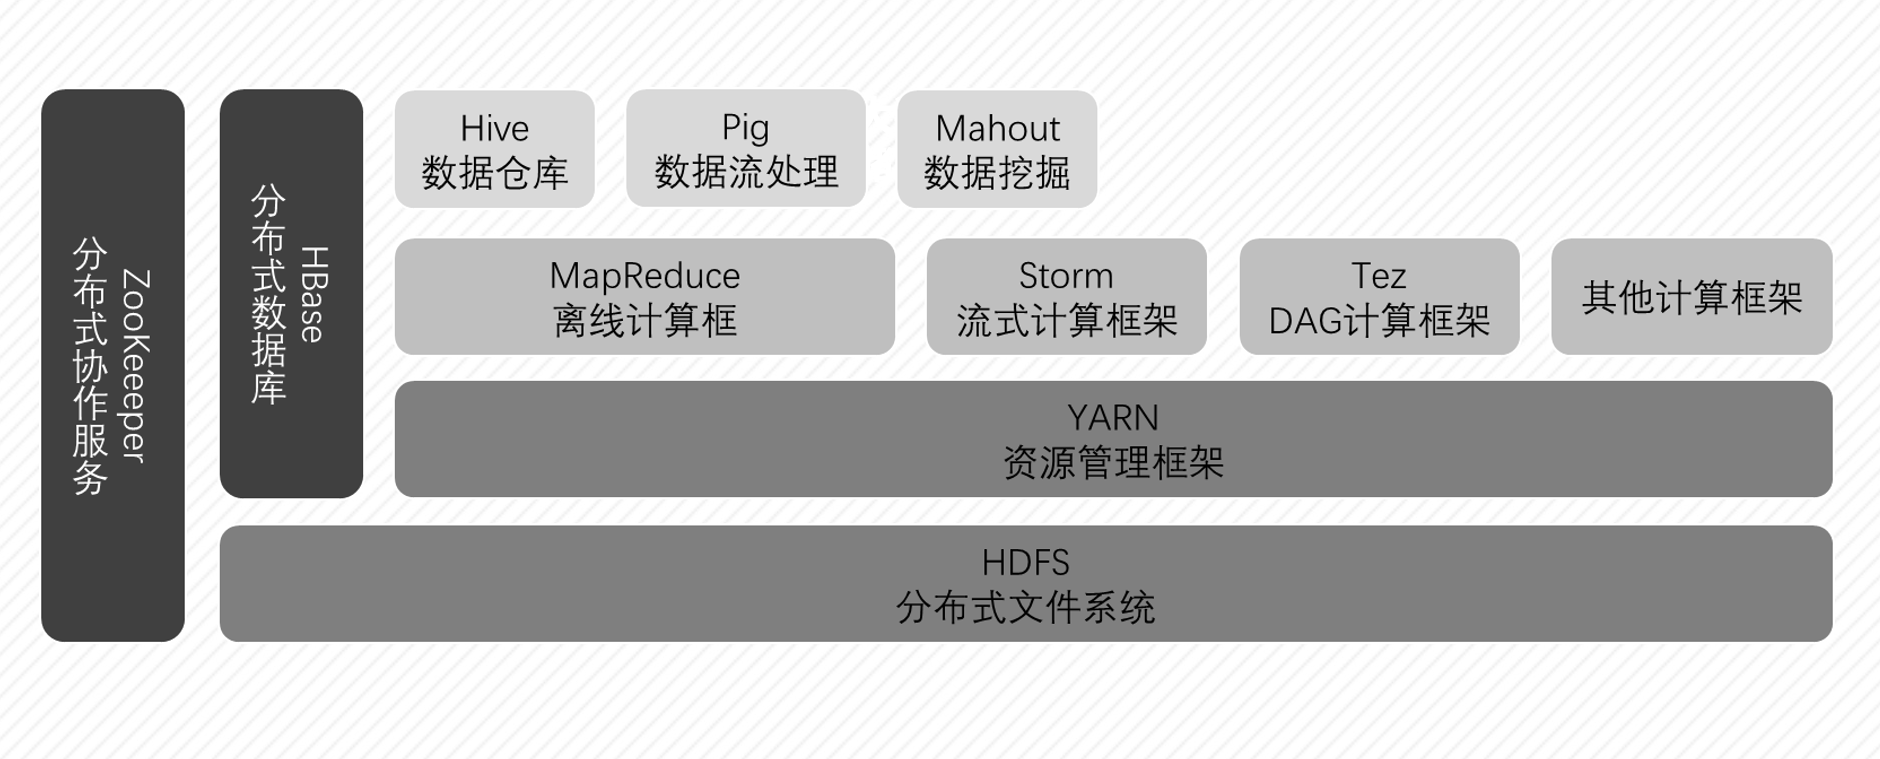 ZooKeeper
分布式协作服务
HBase
分布式数据库
Hive
数据仓库
Pig
数据流处理
Mahout
数据挖掘
MapReduce
离线计算框
Storm
流式计算框架
Tez
DAG计算框架
其他计算框架
YARN
资源管理框架
HDFS
分布式文件系统